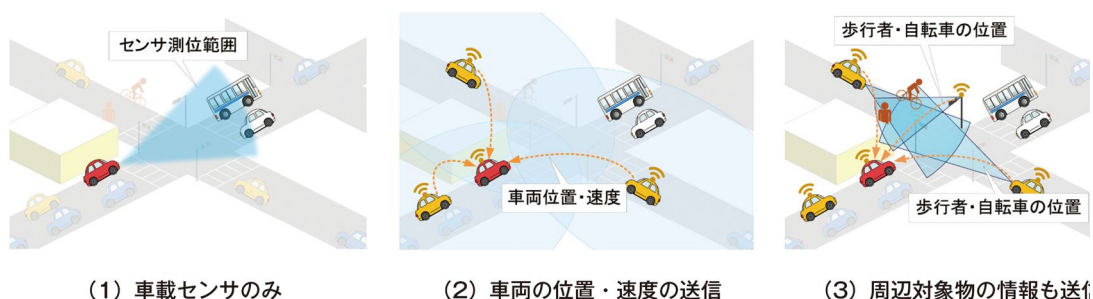 センサ測位範囲
(1) 車載センサのみ
車両位置・速度
(2) 車両の位置・速度の送信
歩行者・自転車の位置
歩行者・自転車の位置
(3) 周辺対象物の情報も送